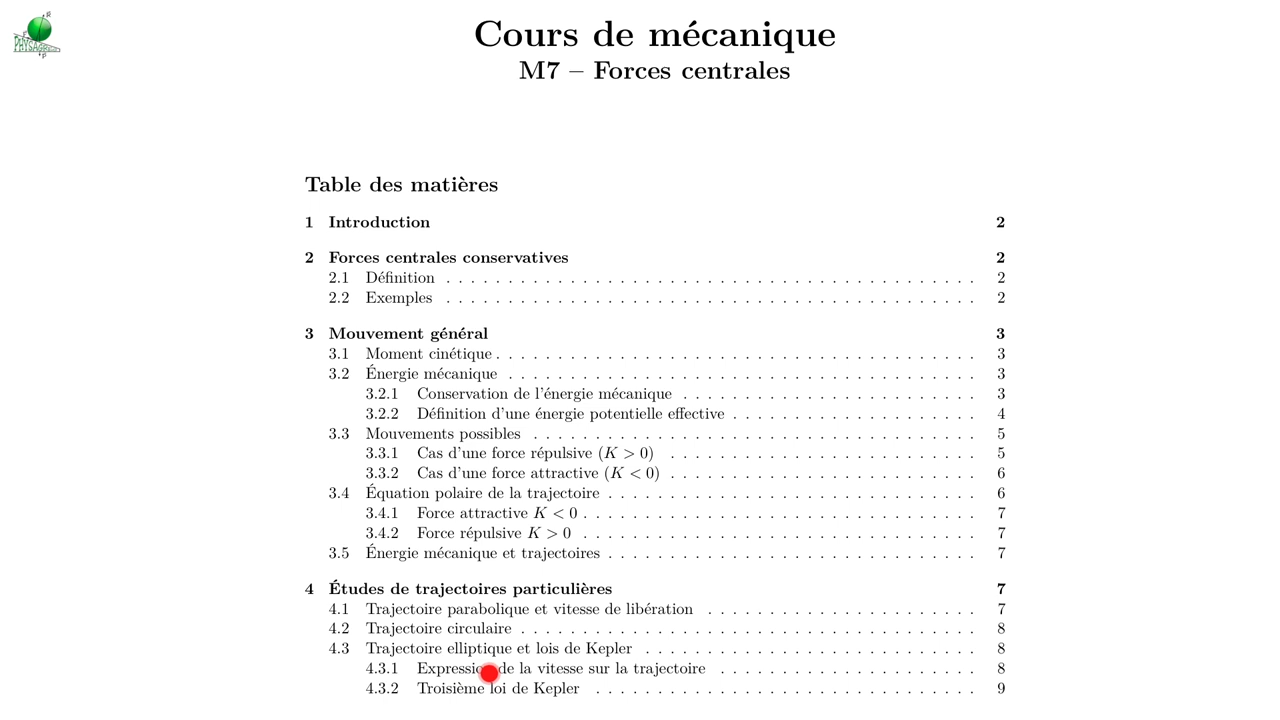 PHYSAGREG
Cours de mécanique
M7 – Forces centrales
Table des matières
1 Introduction 2
2 Forces centrales conservatives 2
2.1 Définition . . . . . . . . . . . . . . . . . . . . 2
2.2 Exemples . . . . . . . . . . . . . . . . . . . . 2
3 Mouvement général 3
3.1 Moment cinétique . . . . . . . . . . . . . . . . . . . . 3
3.2 Énergie mécanique . . . . . . . . . . . . . . . . . . . . 3
3.2.1 Conservation de l'énergie mécanique . . . . . . . . . . . . . . . . . . . . 3
3.2.2 Définition d'une énergie potentielle effective . . . . . . . . . . . . . . . . . . . . 4
3.3 Mouvements possibles . . . . . . . . . . . . . . . . . . . . 5
3.3.1 Cas d'une force répulsive (K > 0) . . . . . . . . . . . . . . . . . . . . 5
3.3.2 Cas d'une force attractive (K < 0) . . . . . . . . . . . . . . . . . . . . 6
3.4 Équation polaire de la trajectoire . . . . . . . . . . . . . . . . . . . . 6
3.4.1 Force attractive K < 0 . . . . . . . . . . . . . . . . . . . . 7
3.4.2 Force répulsive K > 0 . . . . . . . . . . . . . . . . . . . . 7
3.5 Énergie mécanique et trajectoires . . . . . . . . . . . . . . . . . . . . 7
4 Études de trajectoires particulières 7
4.1 Trajectoire parabolique et vitesse de libération . . . . . . . . . . . . . . . . . . . . 7
4.2 Trajectoire circulaire . . . . . . . . . . . . . . . . . . . . 8
4.3 Trajectoire elliptique et lois de Kepler . . . . . . . . . . . . . . . . . . . . 8
4.3.1 Expression de la vitesse sur la trajectoire . . . . . . . . . . . . . . . . . . . . 8
4.3.2 Troisième loi de Kepler . . . . . . . . . . . . . . . . . . . . 9